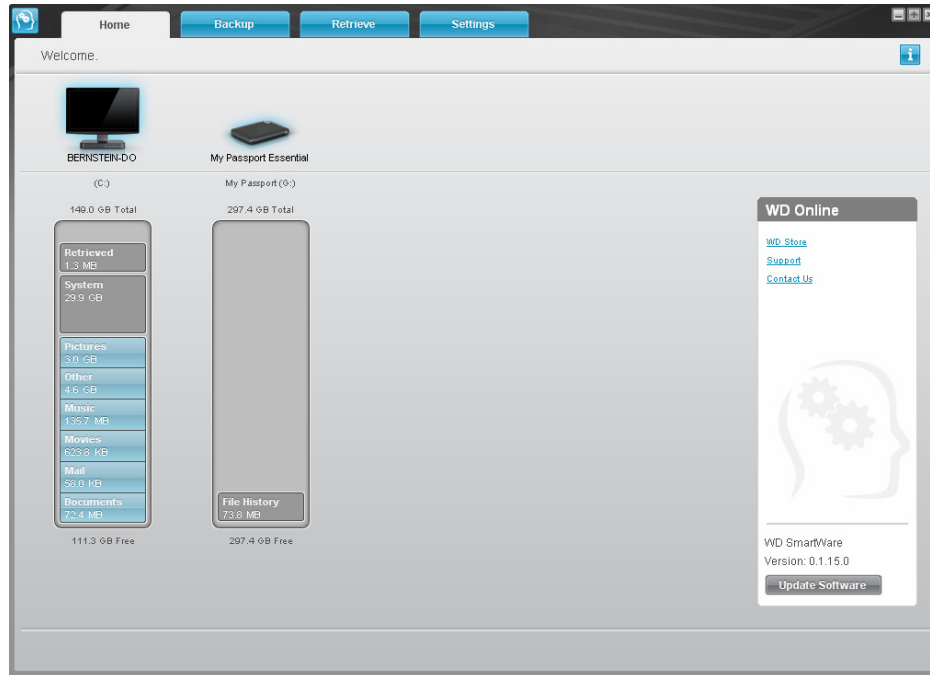 Home
Backup
Retrieve
Settings
Welcome.
BERNSTEIN-DO
My Passport Essential
(C:)
My Passport (G:)
149.0 GB Total
297.4 GB Total
Retrieved
1.3 MB
System
29.9 GB
Pictures
3.0 GB
Other
4.6 GB
Music
135.7 MB
Movies
623.8 KB
Mail
58.0 KB
Documents
72.4 MB
File History
73.8 MB
111.3 GB Free
297.4 GB Free
WD Online
WD Store
Support
Contact Us
WD SmartWare
Version: 0.1.15.0
Update Software